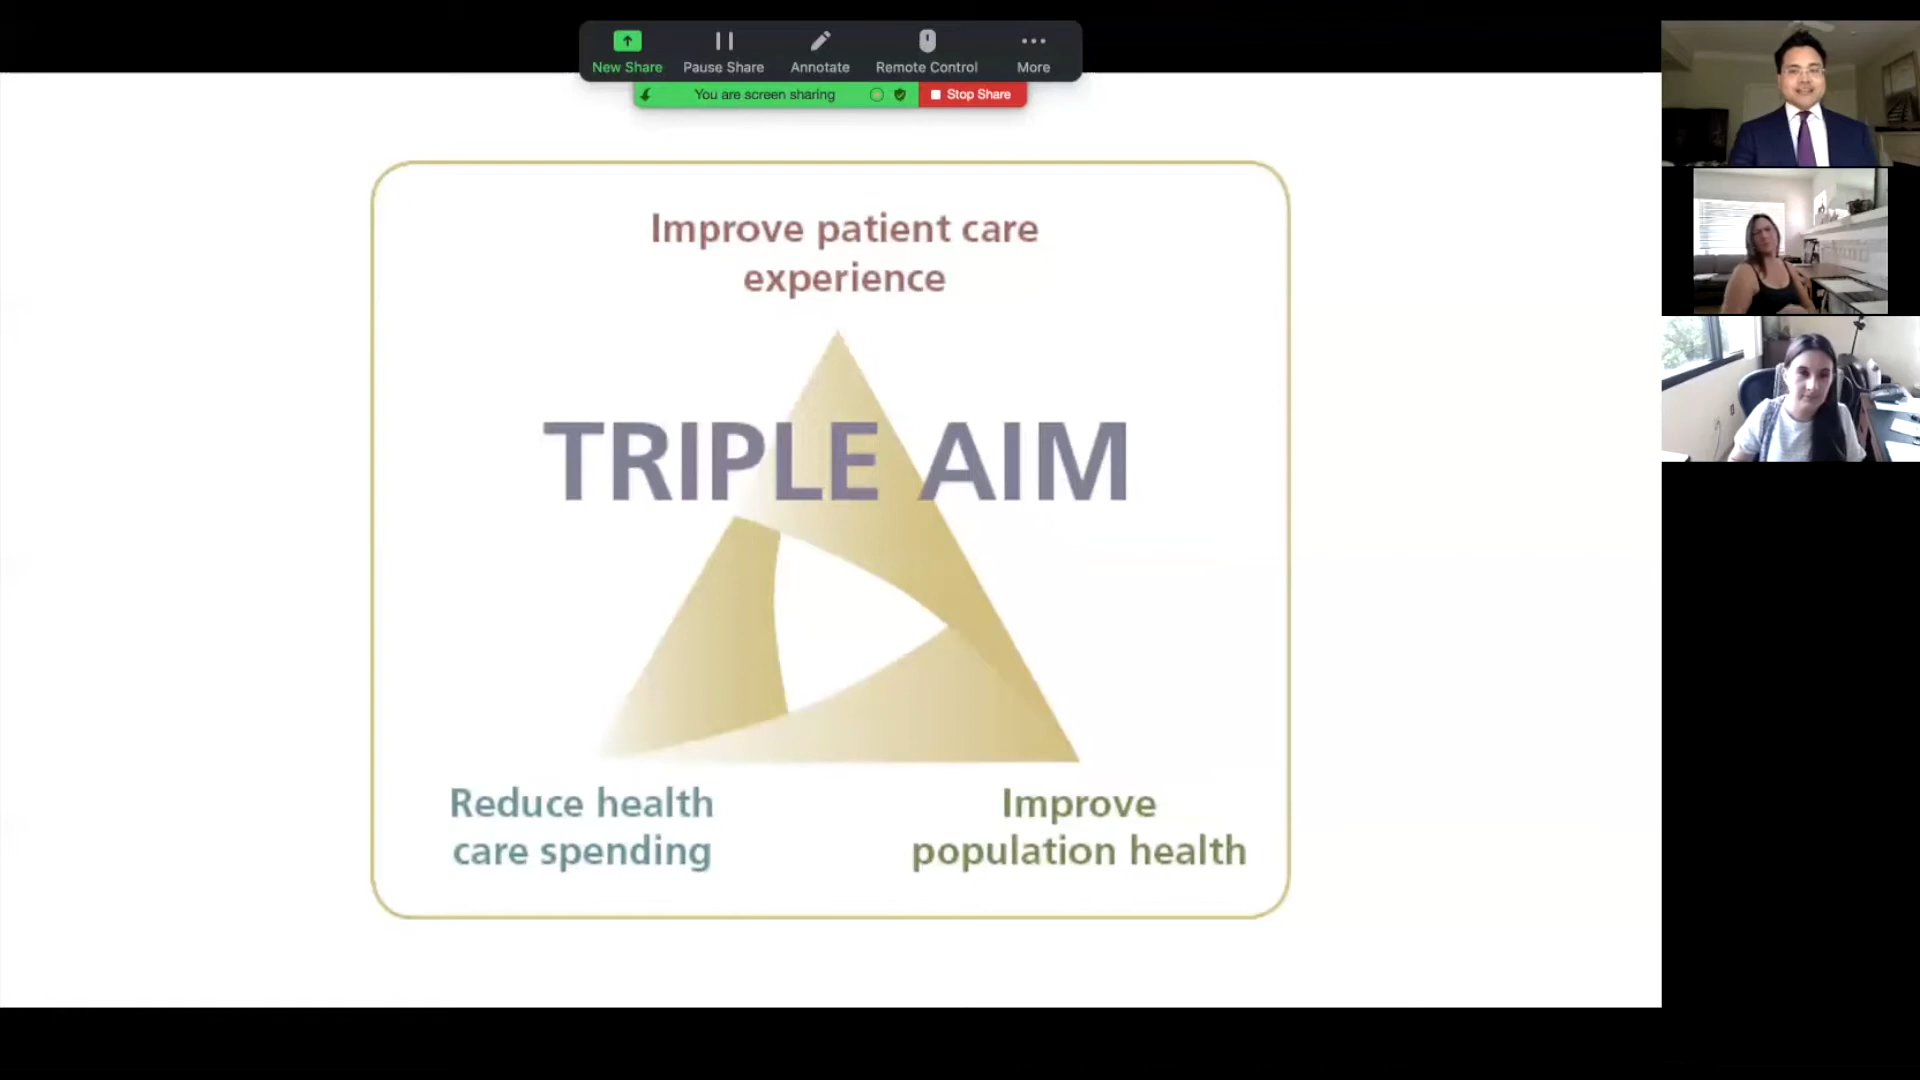 New Share Pause Share Annotate Remote Control More
You are screen sharing Stop Share
Improve patient care
experience
TRIPLE AIM
Reduce health
care spending
Improve
population health